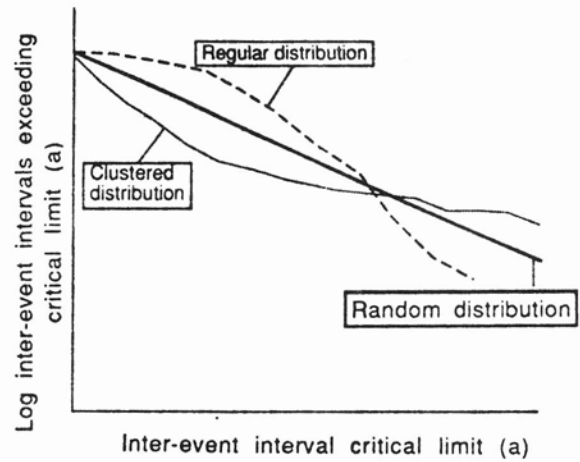 Log inter-event intervals exceeding
critical limit (a)
Regular distribution
Clustered
distribution
Random distribution
Inter-event interval critical limit (a)